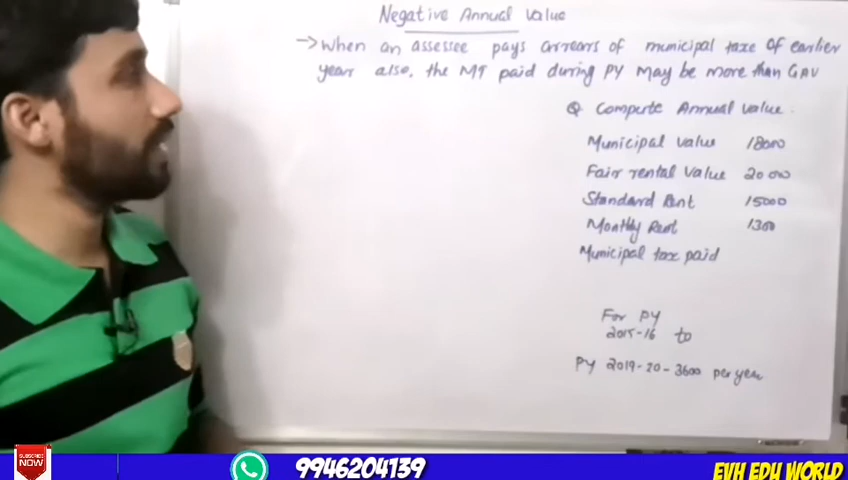 Negative Annual Value
→ When an assessee pays arrears of municipal taxe of earlier
year also. the MT paid during PY may be more than GAV
Q Compute Annual Value.
Municipal Value 18000
Fair rental Value 20000
Standard Rent 15000
Monthly Rent 1300
Municipal tax paid
For PY
2015-16 to
PY 2019-20-3600 per year
SUBSCRIBE
NOW
9946204139
EVH EDU WORLD